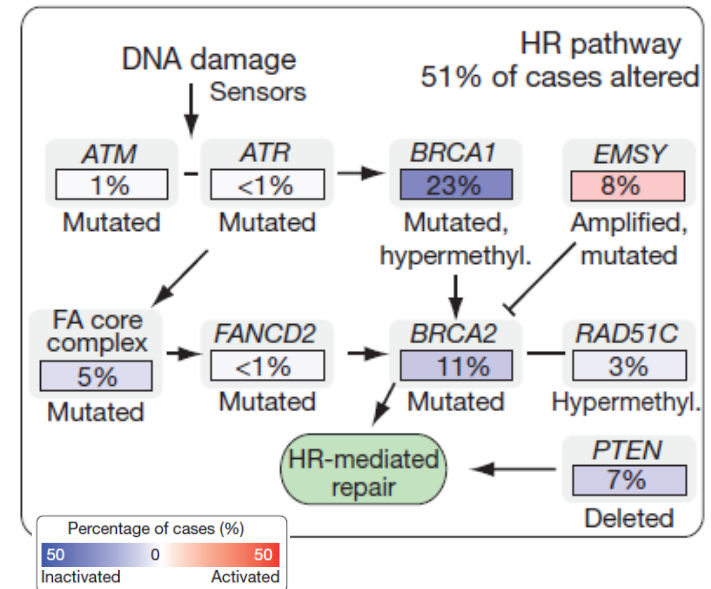 DNA damage
Sensors
HR pathway
51% of cases altered
ATM
1%
Mutated
ATR
<1%
Mutated
BRCA1
23%
Mutated,
hypermethyl.
EMSY
8%
Amplified,
mutated
FA core
complex
5%
Mutated
FANCD2
<1%
Mutated
BRCA2
11%
Mutated
RAD51C
3%
Hypermethyl.
HR-mediated
repair
PTEN
7%
Deleted
Percentage of cases (%)
50 0 50
Inactivated Activated